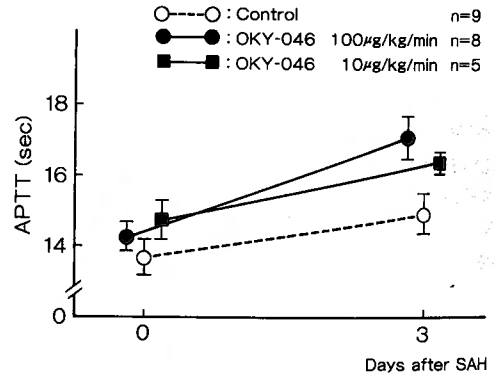 : Control n=9
: OKY-046 100μg/kg/min n=8
: OKY-046 10μg/kg/min n=5
APTT (sec)
18
16
14
0
0 3
Days after SAH